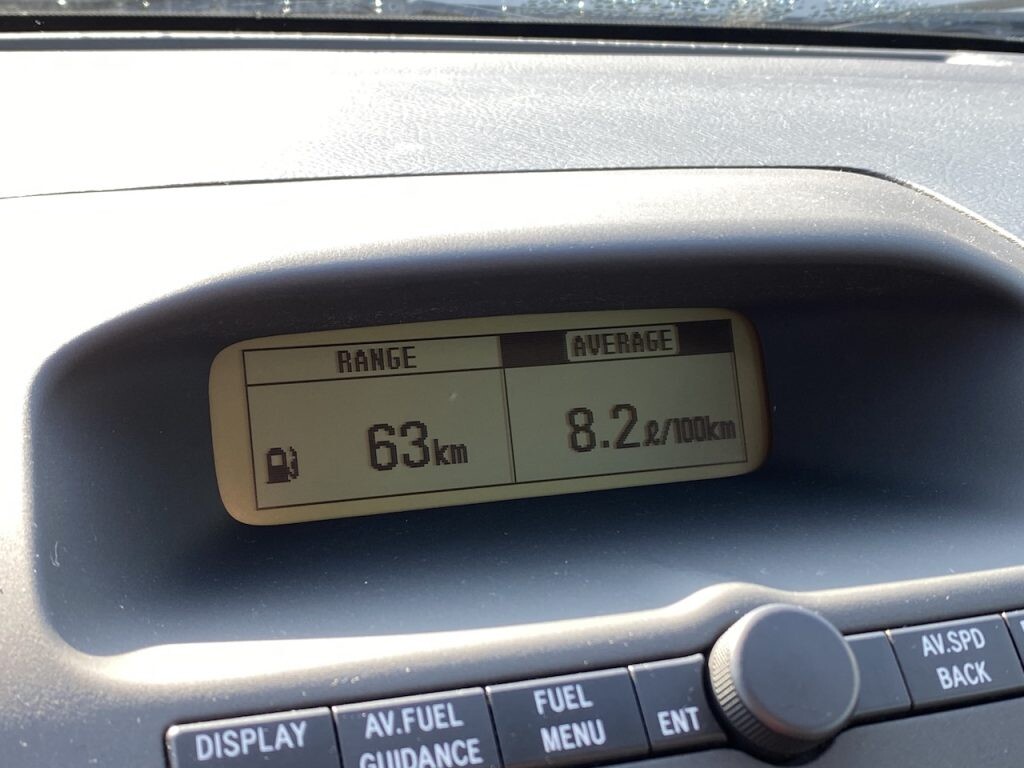 RANGE
AVERAGE
63km
8.2ℓ/100km
DISPLAY
AV.FUEL
GUIDANCE
FUEL
MENU
ENT
AV.SPD
BACK